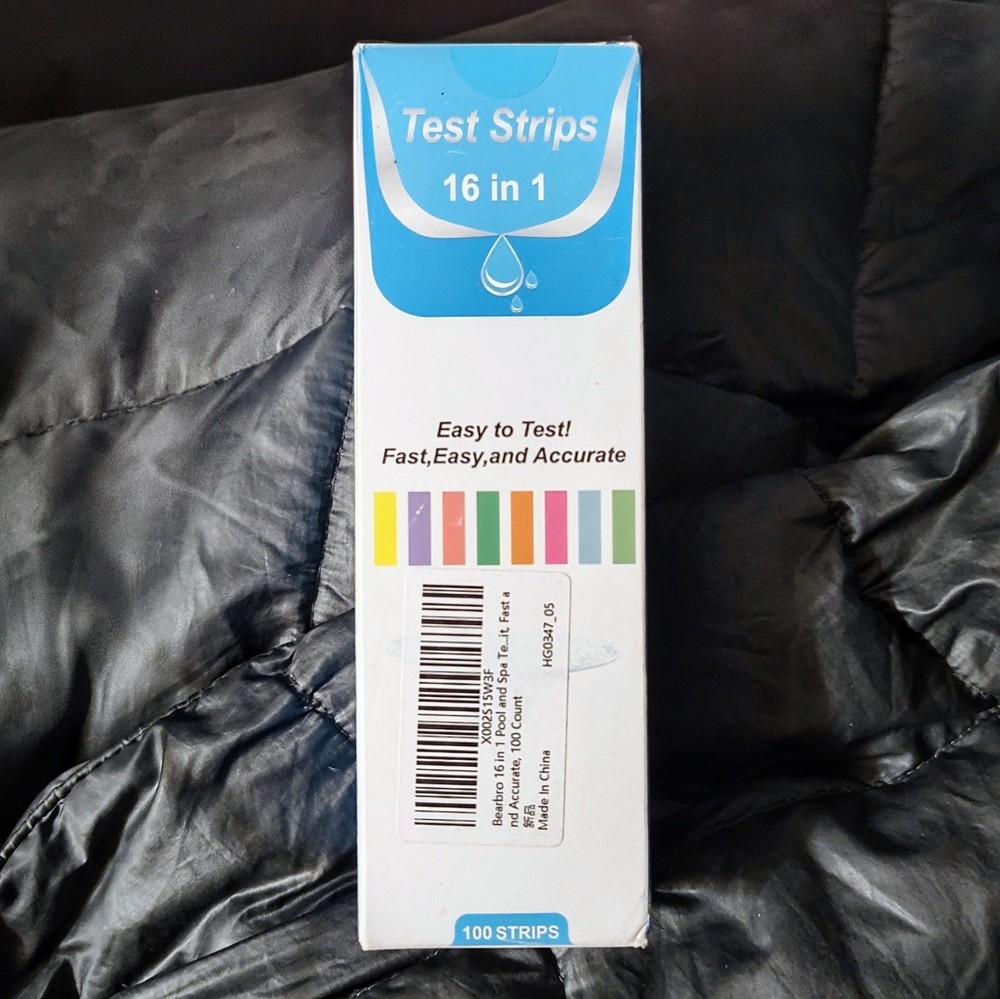 Test Strips
16 in 1
Easy to Test!
Fast,Easy,and Accurate
X002S15W3F
Bearbro 16 in 1 Pool and Spa Te...it, Fast a
nd Accurate, 100 Count
新品
Made In China
HG0347_05
100 STRIPS